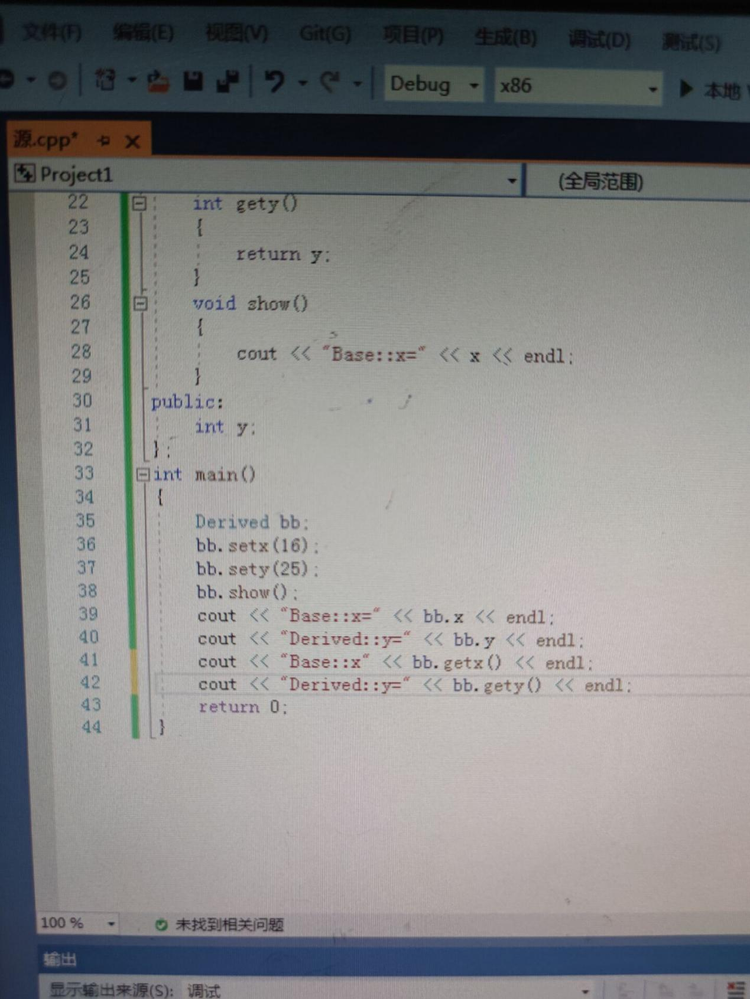 文件(F) 编辑(E) 视图(V) Git(G) 项目(P) 生成(B) 调试(D) 测试(S)
Debug x86 本地
源.cpp*
Project1 (全局范围)
22 int gety()
23 {
24 return y;
25 }
26 void show()
27 {
28 cout << "Base::x=" << x << endl;
29 }
30 public:
31 int y;
32 };
33 int main()
34 {
35 Derived bb;
36 bb.setx(16);
37 bb.sety(25);
38 bb.show();
39 cout << "Base::x=" << bb.x << endl;
40 cout << "Derived::y=" << bb.y << endl;
41 cout << "Base::x" << bb.getx() << endl;
42 cout << "Derived::y=" << bb.gety() << endl;
43 return 0;
44 }
100 % 未找到相关问题
输出
显示输出来源(S): 调试